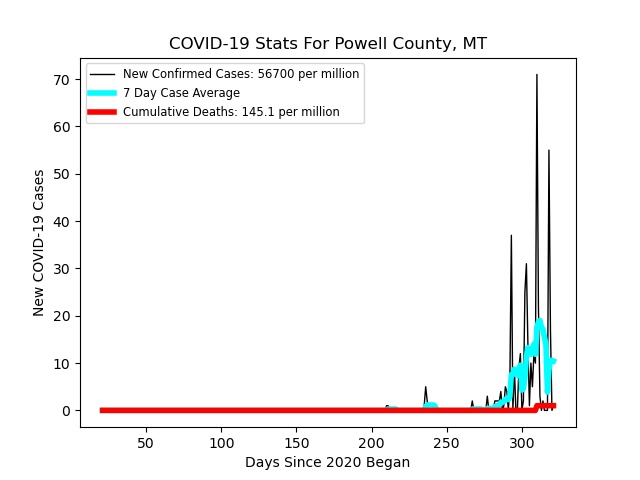 COVID-19 Stats For Powell County, MT
New Confirmed Cases: 56700 per million
7 Day Case Average
Cumulative Deaths: 145.1 per million
New COVID-19 Cases
70
60
50
40
30
20
10
0
50 100 150 200 250 300
Days Since 2020 Began